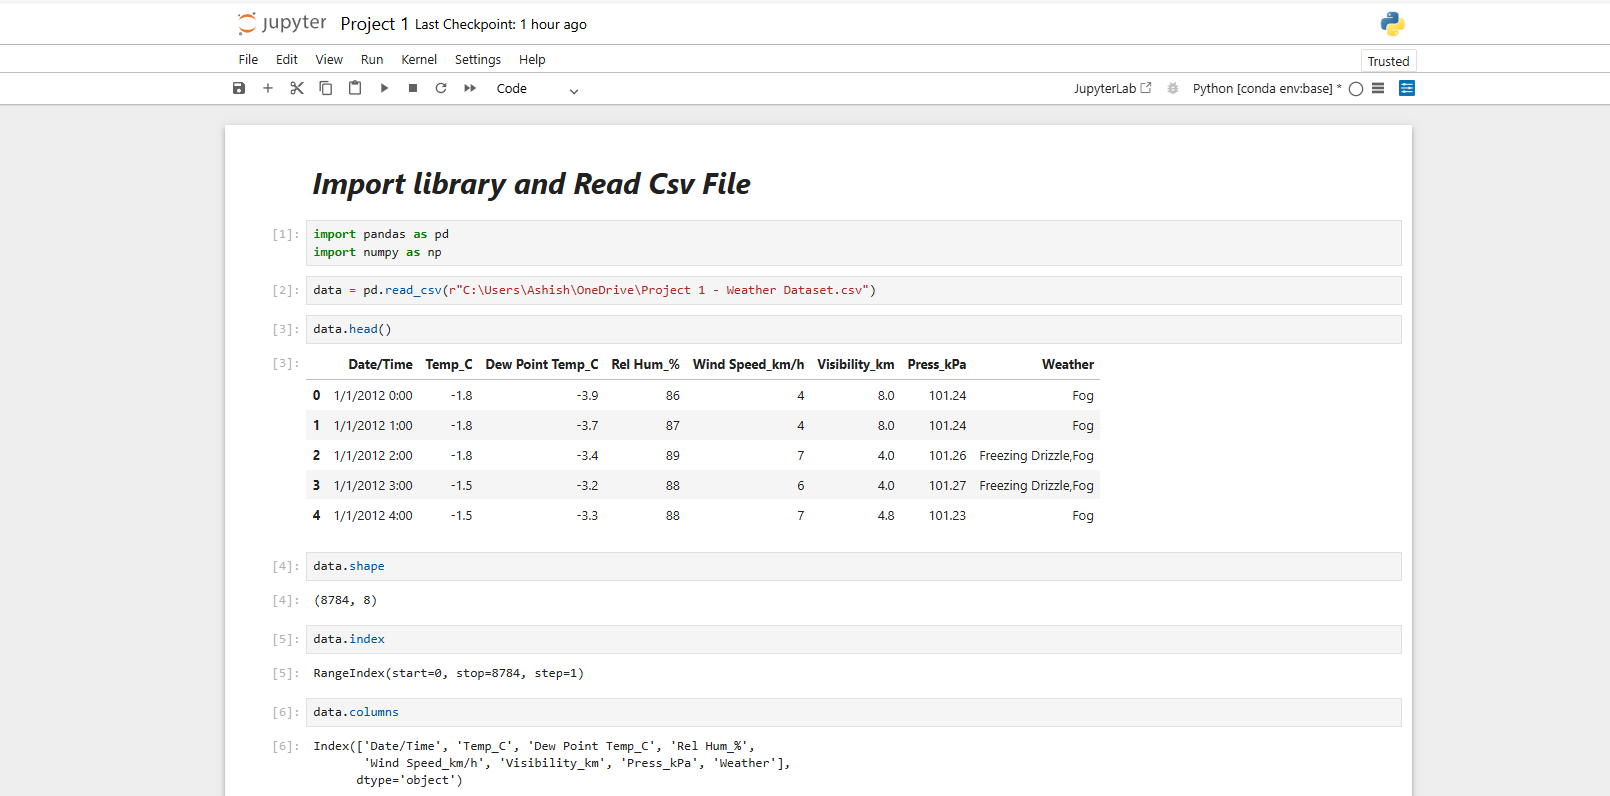 jupyter Project 1 Last Checkpoint: 1 hour ago
File Edit View Run Kernel Settings Help
Trusted
Code
JupyterLab Python [conda env:base] *
Import library and Read Csv File
[1]: import pandas as pd
import numpy as np
[2]: data = pd.read_csv(r"C:\Users\Ashish\OneDrive\Project 1 - Weather Dataset.csv")
[3]: data.head()
[3]: Date/Time Temp_C Dew Point Temp_C Rel Hum_% Wind Speed_km/h Visibility_km Press_kPa Weather
0 1/1/2012 0:00 -1.8 -3.9 86 4 8.0 101.24 Fog
1 1/1/2012 1:00 -1.8 -3.7 87 4 8.0 101.24 Fog
2 1/1/2012 2:00 -1.8 -3.4 89 7 4.0 101.26 Freezing Drizzle,Fog
3 1/1/2012 3:00 -1.5 -3.2 88 6 4.0 101.27 Freezing Drizzle,Fog
4 1/1/2012 4:00 -1.5 -3.3 88 7 4.8 101.23 Fog
[4]: data.shape
[4]: (8784, 8)
[5]: data.index
[5]: RangeIndex(start=0, stop=8784, step=1)
[6]: data.columns
[6]: Index(['Date/Time', 'Temp_C', 'Dew Point Temp_C', 'Rel Hum_%',
'Wind Speed_km/h', 'Visibility_km', 'Press_kPa', 'Weather'],
dtype='object')